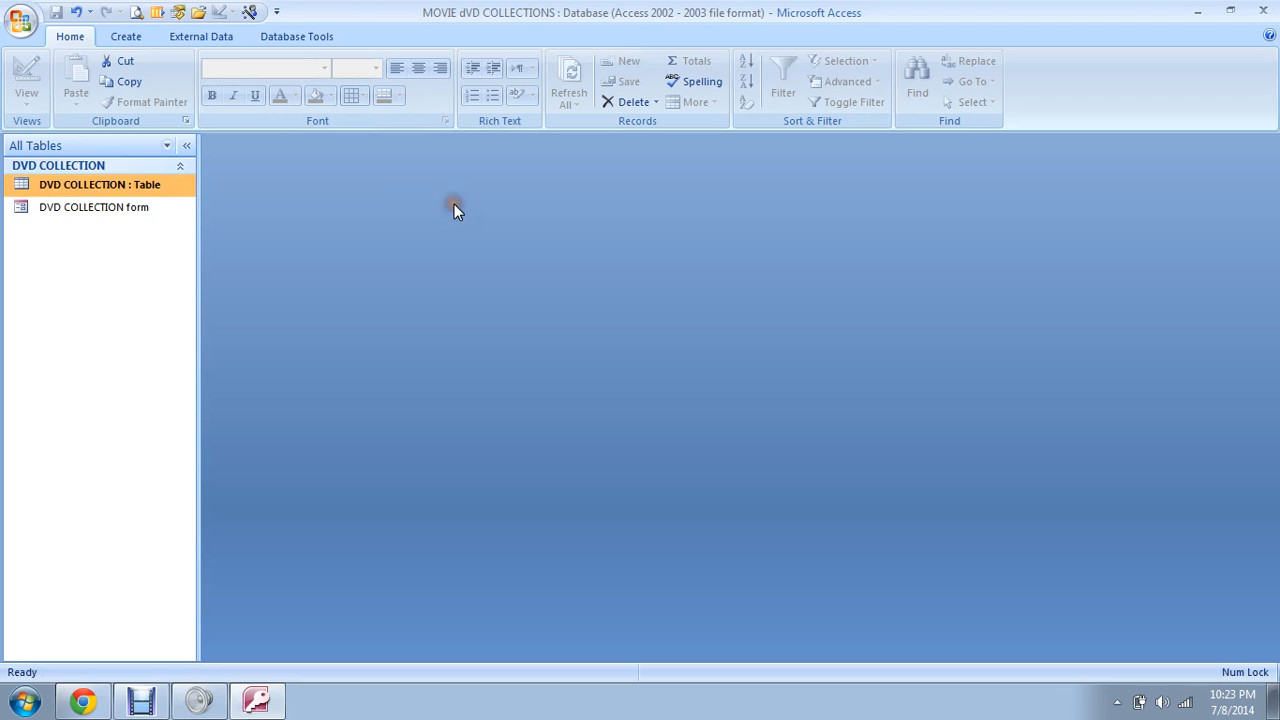 MOVIE dVD COLLECTIONS : Database (Access 2002 - 2003 file format) - Microsoft Access
Home Create External Data Database Tools
View
Views
Paste
Cut
Copy
Format Painter
Clipboard
B I U A
Font
Rich Text
Refresh All
New
Save
Delete
Totals
ABC Spelling
More
Records
Filter
Selection
Advanced
Toggle Filter
Sort & Filter
Find
Replace
Go To
Select
Find
All Tables
DVD COLLECTION
DVD COLLECTION : Table
DVD COLLECTION form
Ready
Num Lock
10:23 PM
7/8/2014